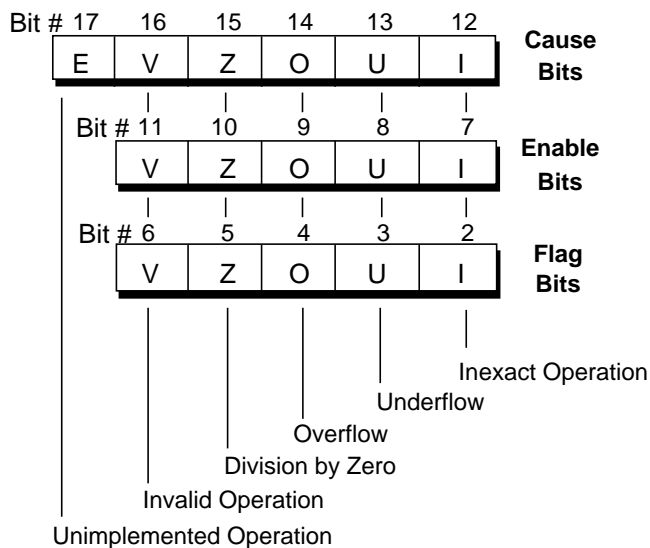 Bit # 17 16 15 14 13 12
E V Z O U I
Cause
Bits
Bit # 11 10 9 8 7
V Z O U I
Enable
Bits
Bit # 6 5 4 3 2
V Z O U I
Flag
Bits
Inexact Operation
Underflow
Overflow
Division by Zero
Invalid Operation
Unimplemented Operation